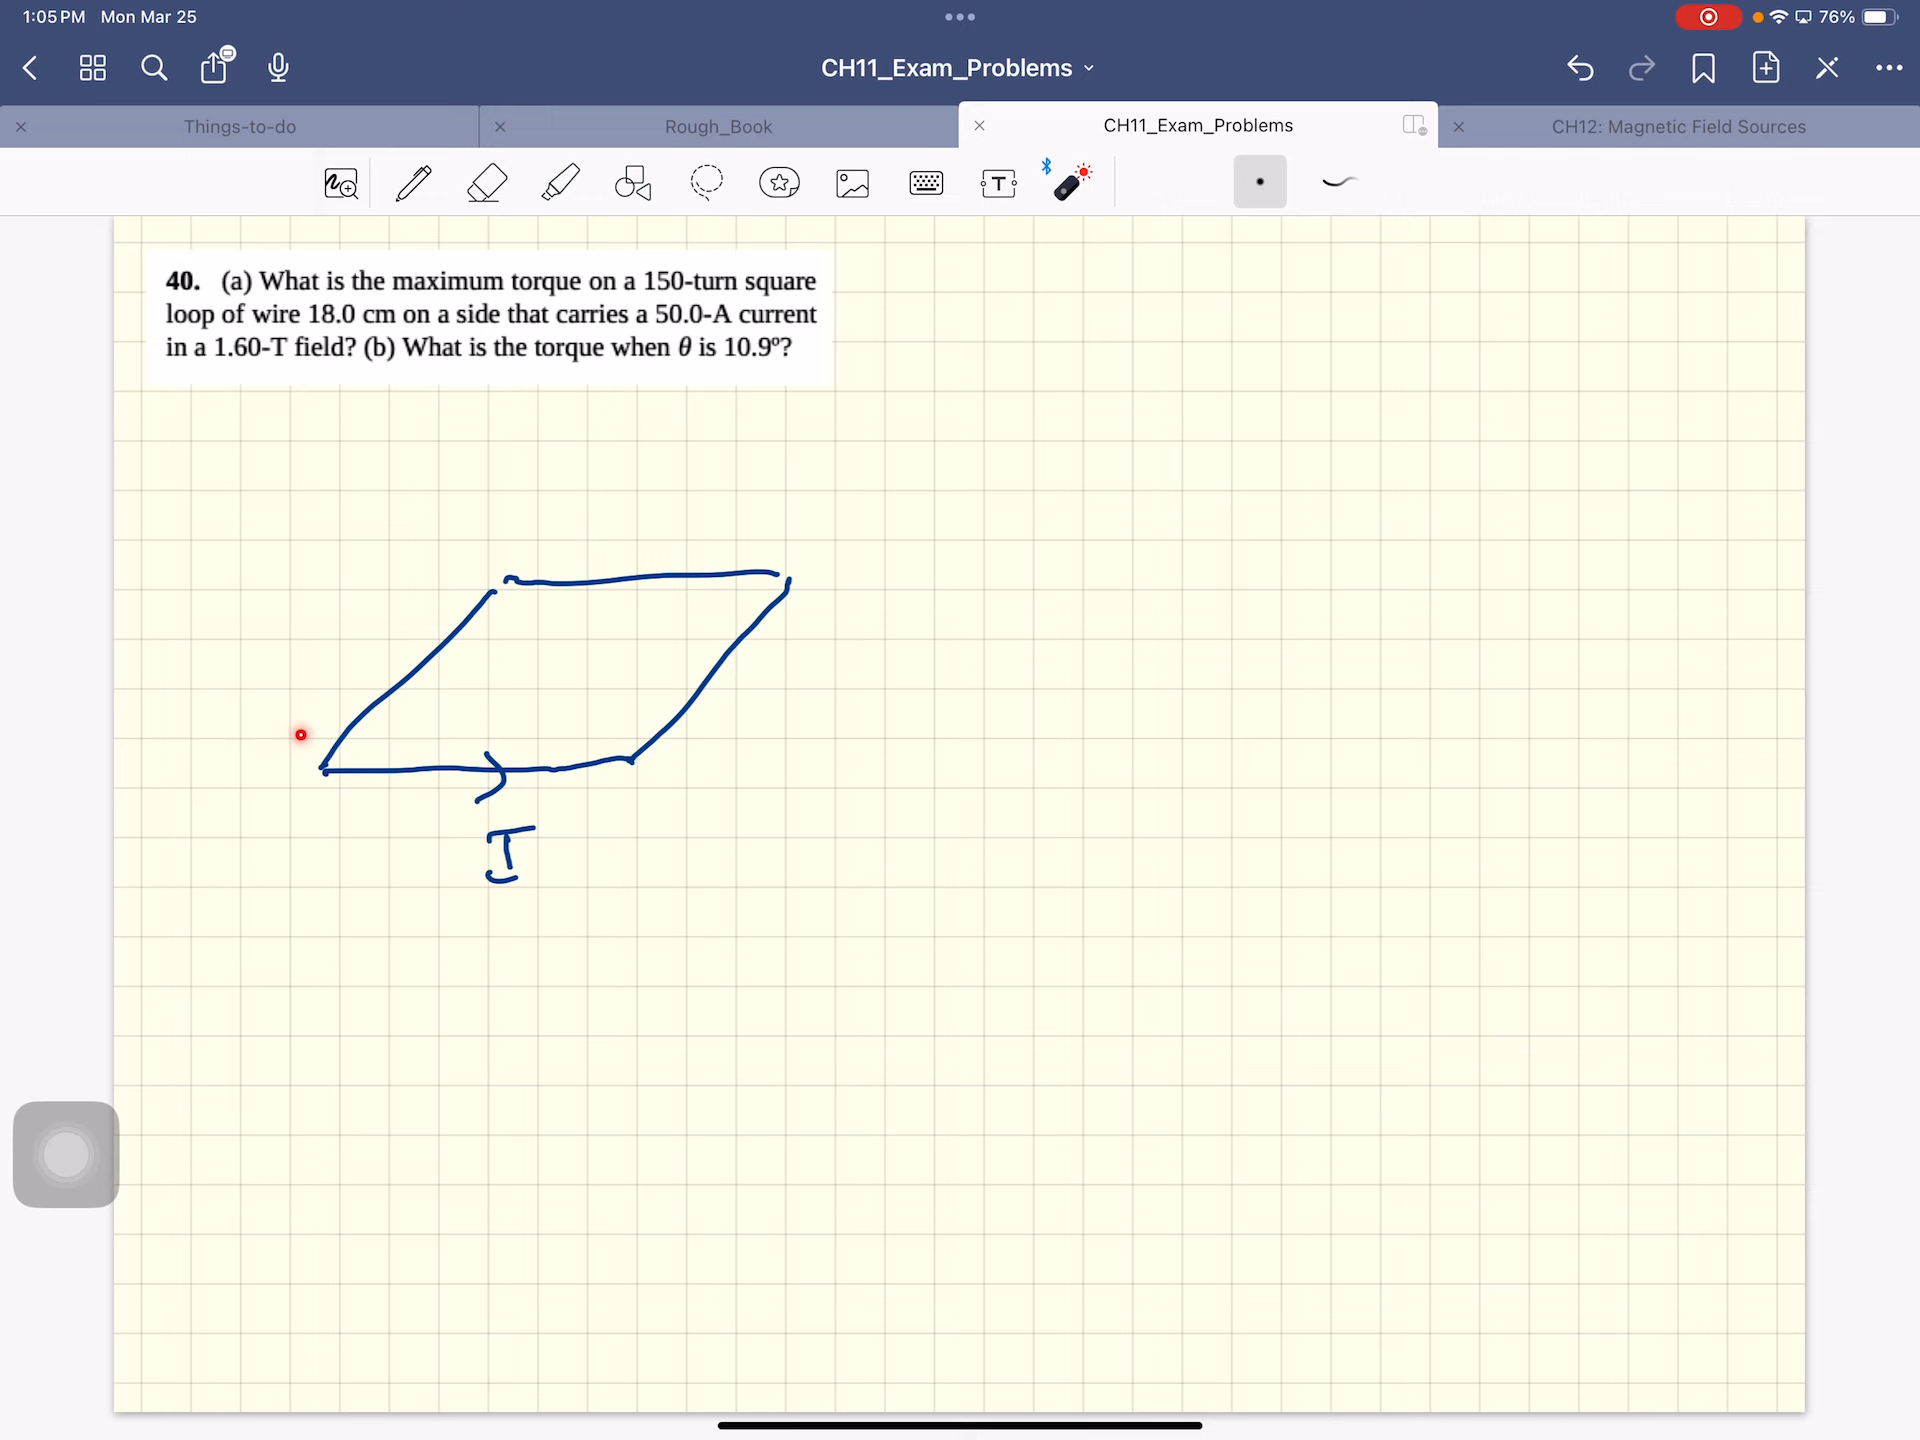 1:05 PM Mon Mar 25
76%
CH11_Exam_Problems
Things-to-do
Rough_Book
CH11_Exam_Problems
CH12: Magnetic Field Sources
T
40. (a) What is the maximum torque on a 150-turn square
loop of wire 18.0 cm on a side that carries a 50.0-A current
in a 1.60-T field? (b) What is the torque when θ is 10.9º?
I